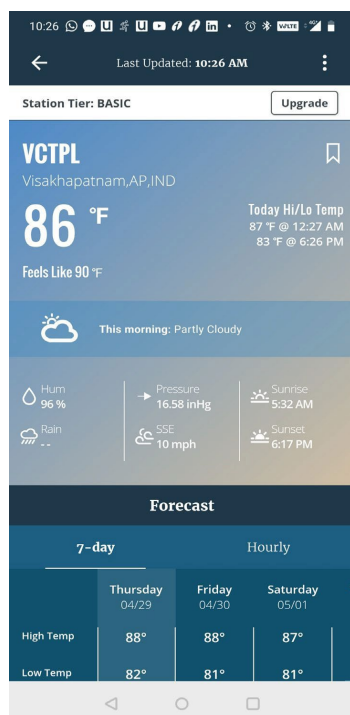 10:26
VoLTE
4G+
Last Updated: 10:26 AM
Station Tier: BASIC
Upgrade
VCTPL
Visakhapatnam,AP,IND
86 °F
Feels Like 90 °F
Today Hi/Lo Temp
87 °F @ 12:27 AM
83 °F @ 6:26 PM
This morning: Partly Cloudy
Hum
96 %
Pressure
16.58 inHg
Sunrise
5:32 AM
Rain
--
SSE
10 mph
Sunset
6:17 PM
Forecast
7-day
Hourly
Thursday Friday Saturday
04/29 04/30 05/01
High Temp 88° 88° 87°
Low Temp 82° 81° 81°